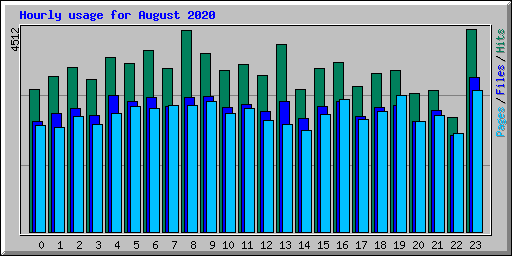 Hourly usage for August 2020
4512
Pages / Files / Hits
0 1 2 3 4 5 6 7 8 9 10 11 12 13 14 15 16 17 18 19 20 21 22 23